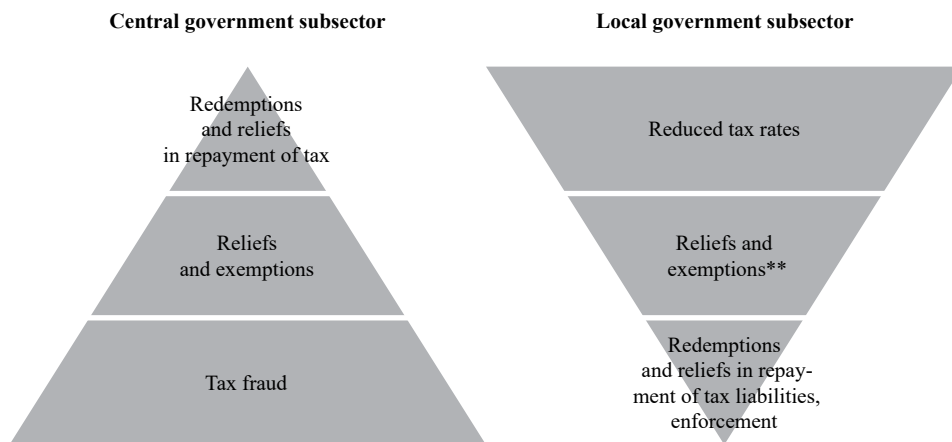 Central government subsector
Redemptions
and reliefs
in repayment of tax
Reliefs
and exemptions
Tax fraud
Local government subsector
Reduced tax rates
Reliefs and
exemptions**
Redemptions
and reliefs in repay-
ment of tax liabilities,
enforcement